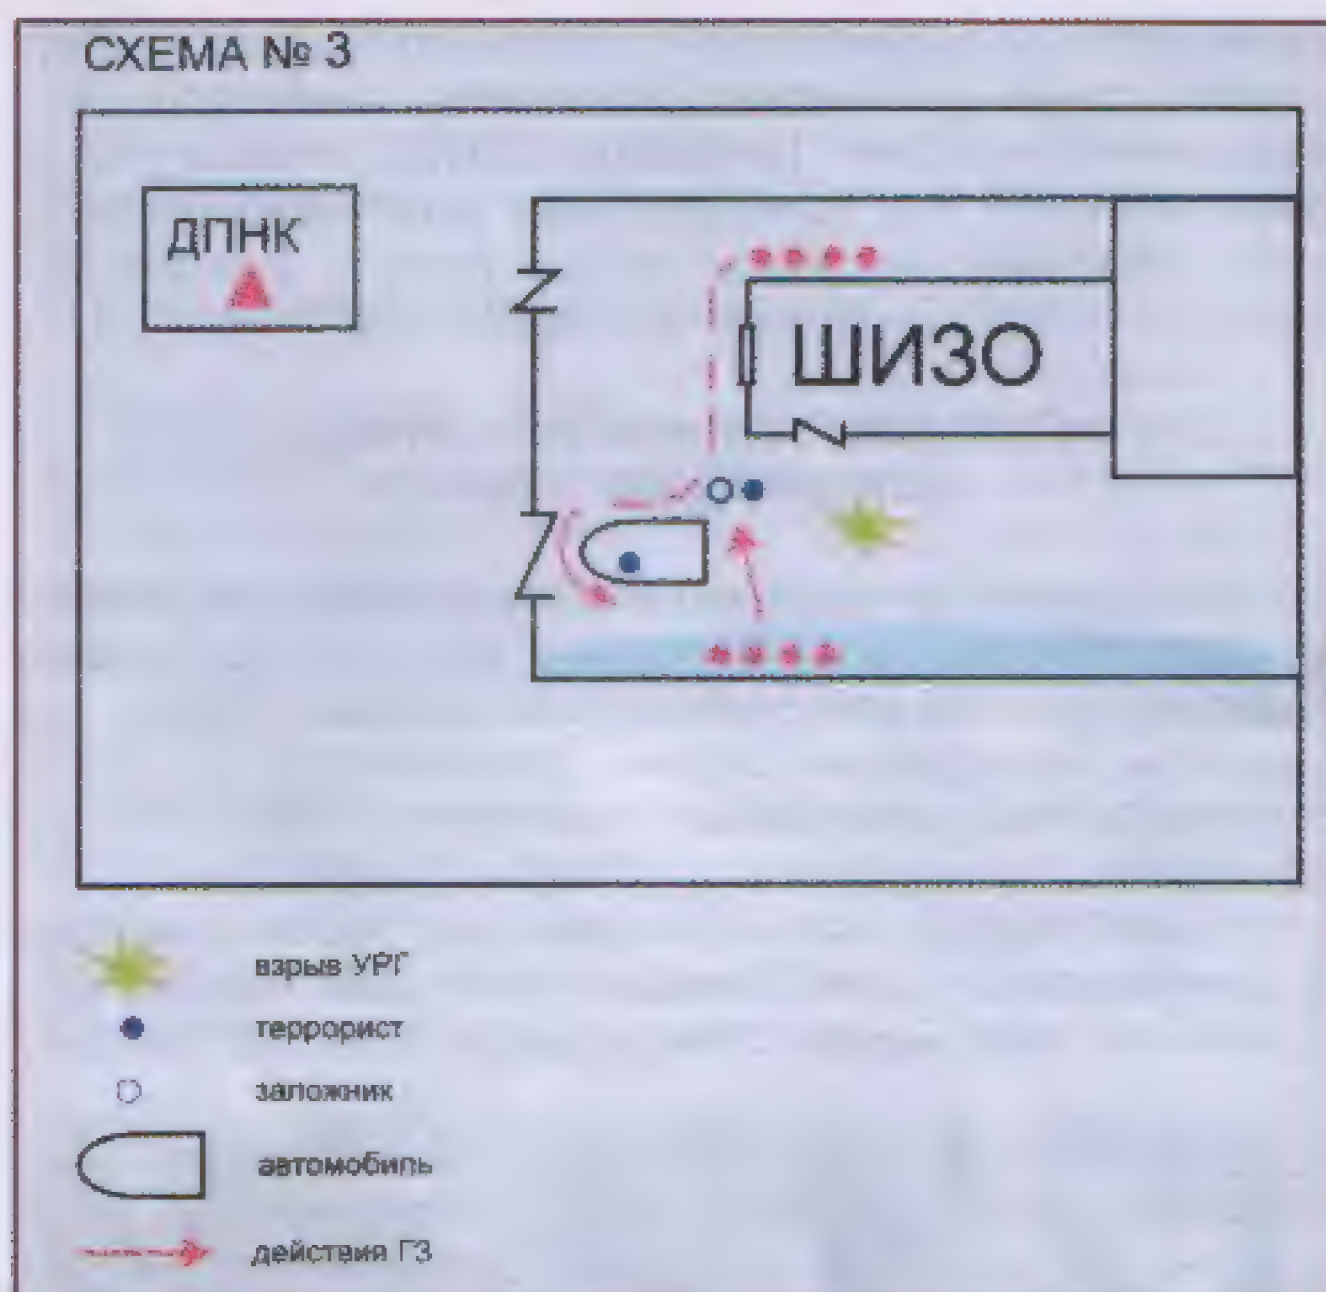 СХЕМА № 3
ДПНК
ШИЗО
взрыв УРГ
террорист
заложник
автомобиль
действия ГЗ